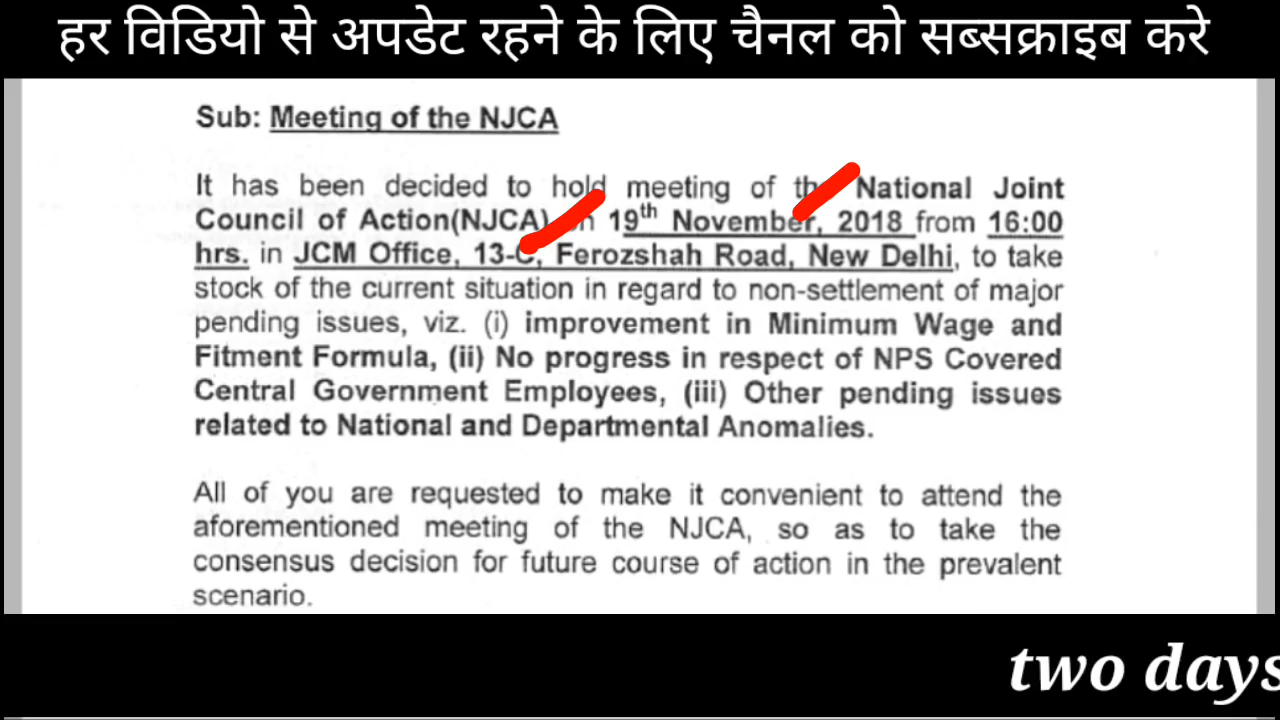 हर विडियो से अपडेट रहने के लिए चैनल को सब्सक्राइब करे
Sub: Meeting of the NJCA
It has been decided to hold meeting of the National Joint
Council of Action(NJCA) on 19th November, 2018 from 16:00
hrs. in JCM Office, 13-C, Ferozshah Road, New Delhi, to take
stock of the current situation in regard to non-settlement of major
pending issues, viz. (i) improvement in Minimum Wage and
Fitment Formula, (ii) No progress in respect of NPS Covered
Central Government Employees, (iii) Other pending issues
related to National and Departmental Anomalies.
All of you are requested to make it convenient to attend the
aforementioned meeting of the NJCA, so as to take the
consensus decision for future course of action in the prevalent
scenario.
two days